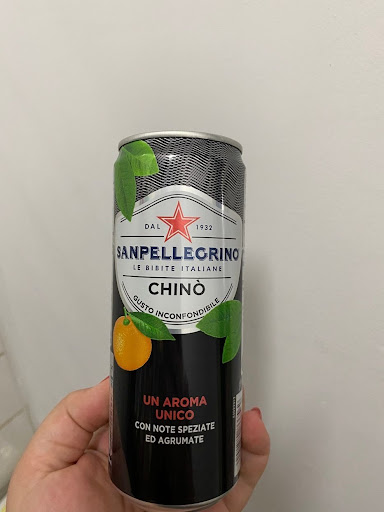 DAL 1932
SANPELLEGRINO
LE BIBITE ITALIANE
CHINÒ
GUSTO INCONFONDIBILE
UN AROMA
UNICO
CON NOTE SPEZIATE
ED AGRUMATE